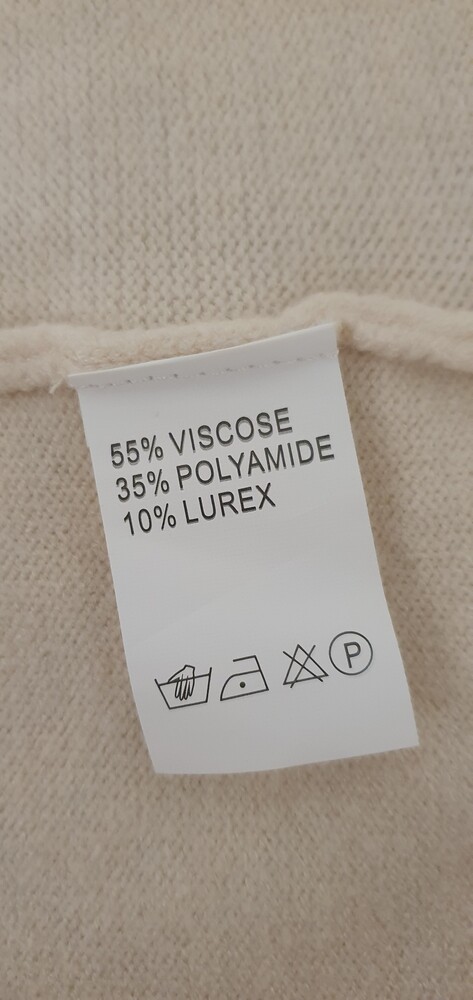 55% VISCOSE
35% POLYAMIDE
10% LUREX
P